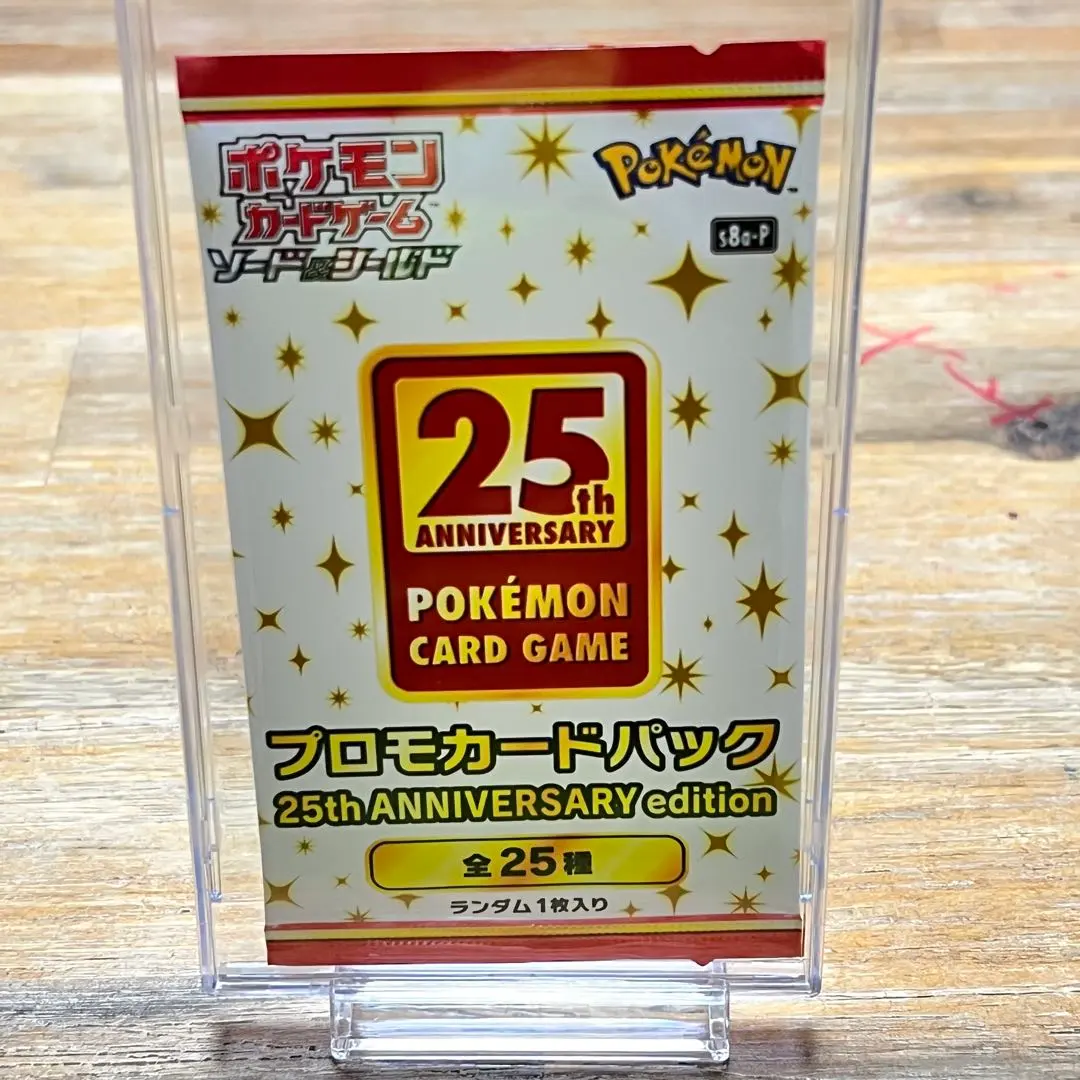 ポケモン
カードゲーム
ソード&シールド
POKéMON
s8a-P
25th
ANNIVERSARY
POKÉMON
CARD GAME
プロモカードパック
25th ANNIVERSARY edition
全25種
ランダム1枚入り